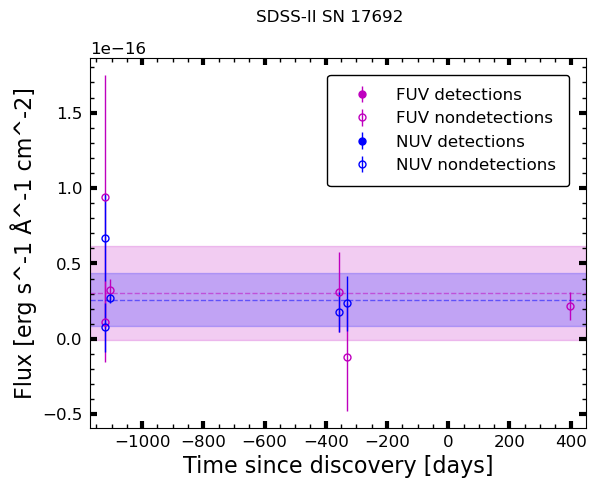 SDSS-II SN 17692
1e−16
FUV detections
FUV nondetections
NUV detections
NUV nondetections
1.5
1.0
0.5
0.0
−0.5
Flux [erg s^-1 Å^-1 cm^-2]
−1000 −800 −600 −400 −200 0 200 400
Time since discovery [days]